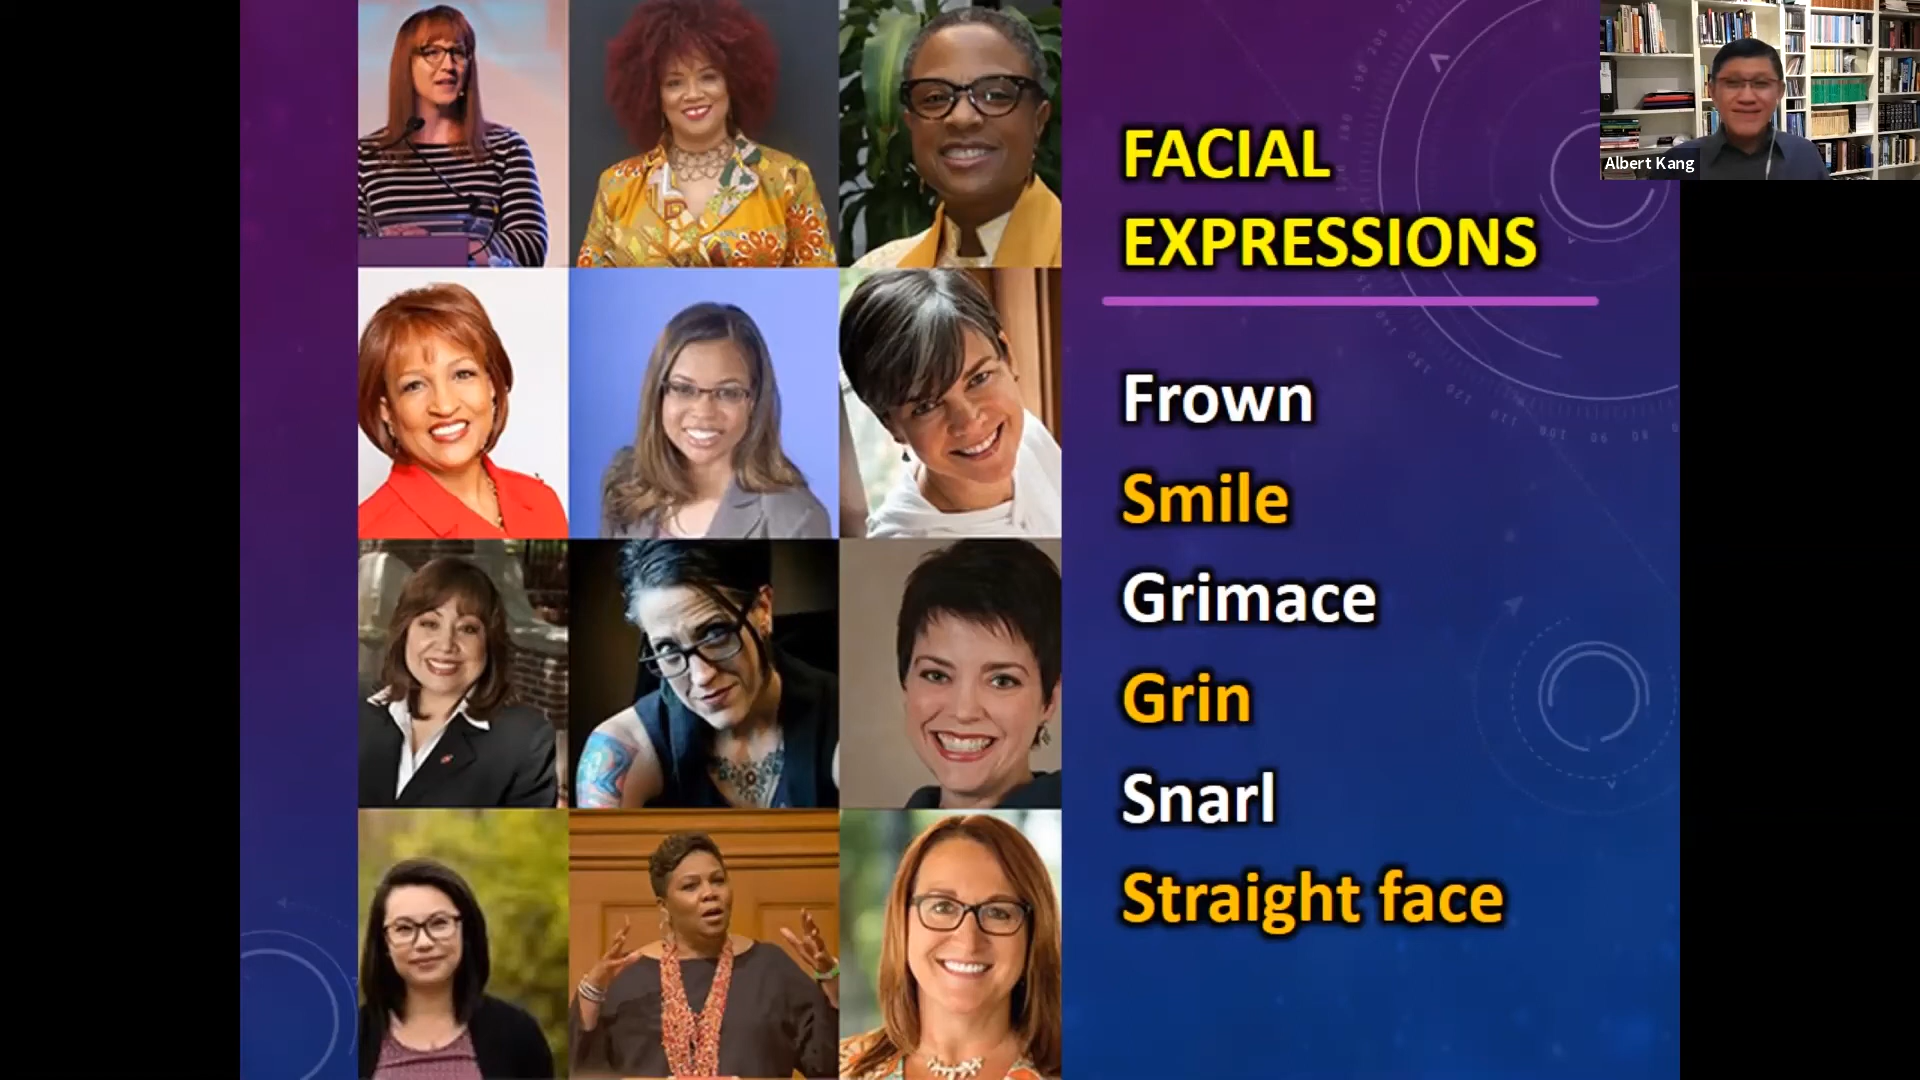 FACIAL
EXPRESSIONS
Frown
Smile
Grimace
Grin
Snarl
Straight face
Albert Kang